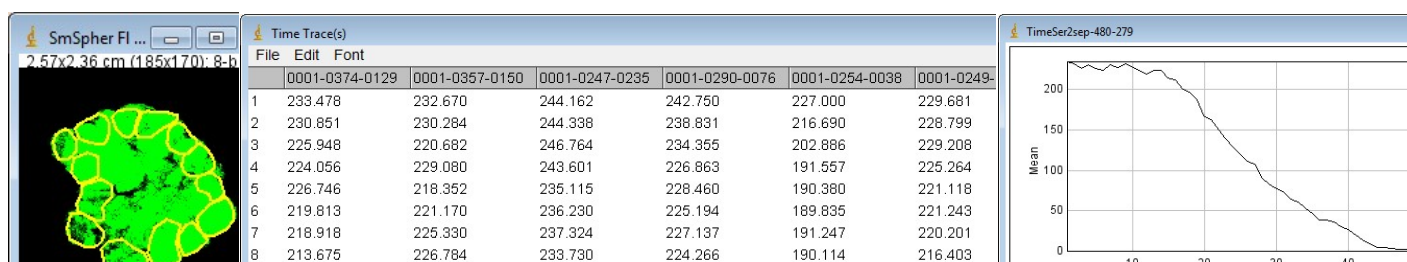 SmSpher Fl ...
2.57x2.36 cm (185x170); 8-b
Time Trace(s)
File Edit Font
0001-0374-0129 0001-0357-0150 0001-0247-0235 0001-0290-0076 0001-0254-0038 0001-0249-
1 233.478 232.670 244.162 242.750 227.000 229.681
2 230.851 230.284 244.338 238.831 216.690 228.799
3 225.948 220.682 246.764 234.355 202.886 229.208
4 224.056 229.080 243.601 226.863 191.557 225.264
5 226.746 218.352 235.115 228.460 190.380 221.118
6 219.813 221.170 236.230 225.194 189.835 221.243
7 218.918 225.330 237.324 227.137 191.247 220.201
8 213.675 226.784 233.730 224.266 190.114 216.403
TimeSer2sep-480-279
Mean
200
150
100
50
0
10 20 30 40